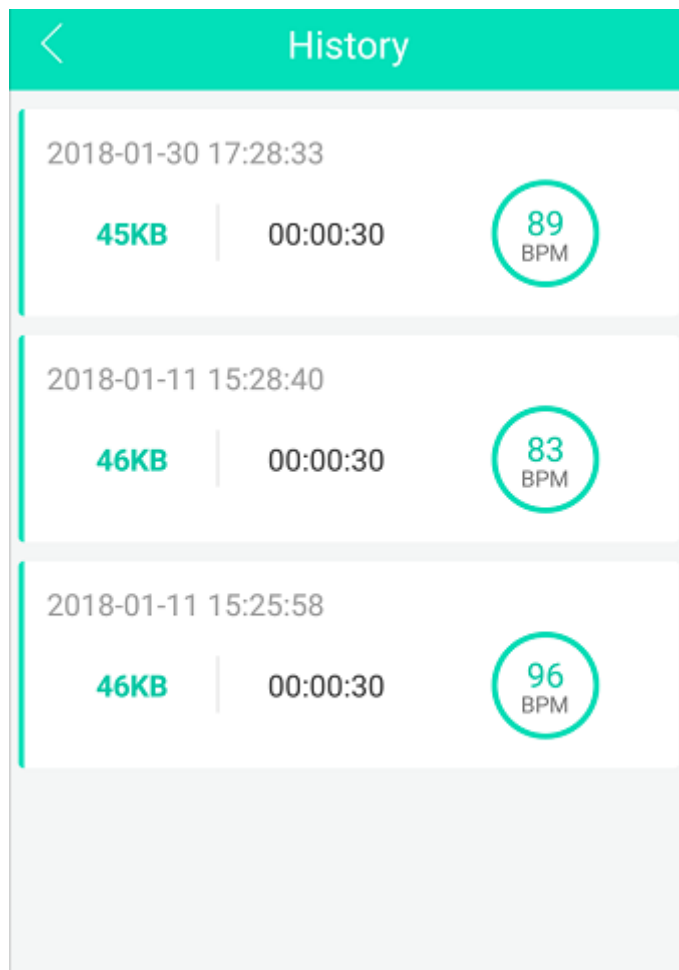 History
2018-01-30 17:28:33
45KB 00:00:30 89 BPM
2018-01-11 15:28:40
46KB 00:00:30 83 BPM
2018-01-11 15:25:58
46KB 00:00:30 96 BPM